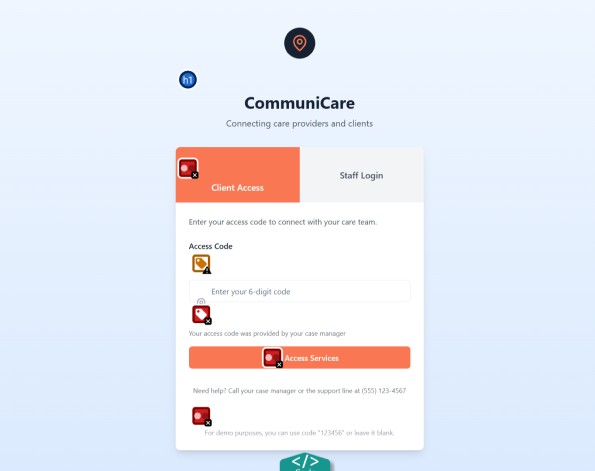 h1
CommuniCare
Connecting care providers and clients
Client Access
Staff Login
Enter your access code to connect with your care team.
Access Code
Enter your 6-digit code
Your access code was provided by your case manager
Access Services
Need help? Call your case manager or the support line at (555) 123-4567
For demo purposes, you can use code "123456" or leave it blank.
<//>